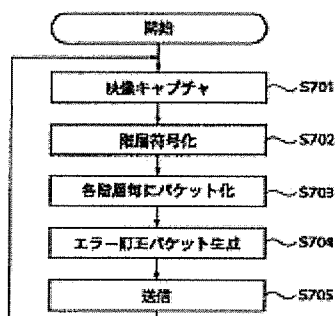 開始
映像キャプチャ S701
階層符号化 S702
各階層毎にパケット化 S703
エラー訂正パケット生成 S704
送信 S705